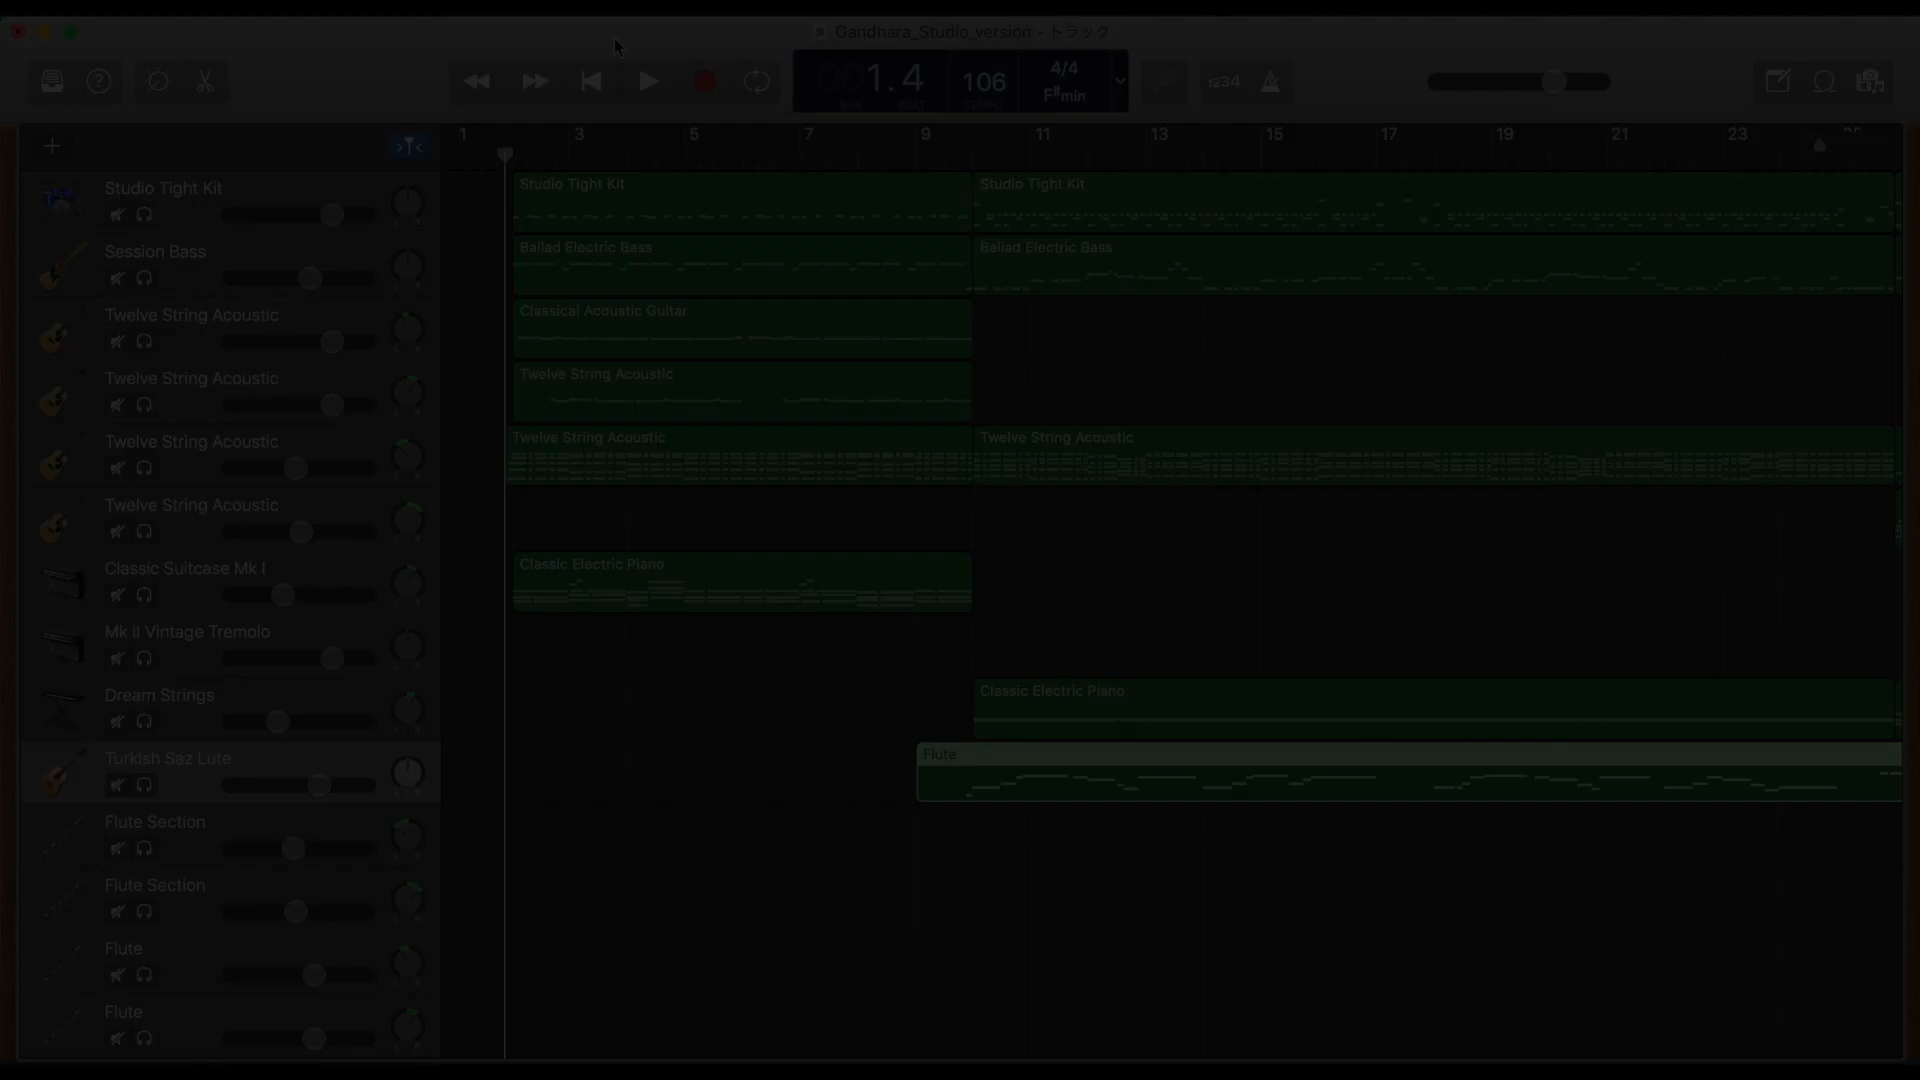 Gandhara_Studio_version - トラック
001.4
106
4/4
F♯min
BAR
BEAT
TEMPO
1234
1
3
5
7
9
11
13
15
17
19
21
23
Studio Tight Kit
Studio Tight Kit
Studio Tight Kit
Session Bass
Ballad Electric Bass
Ballad Electric Bass
Twelve String Acoustic
Classical Acoustic Guitar
Twelve String Acoustic
Twelve String Acoustic
Twelve String Acoustic
Twelve String Acoustic
Twelve String Acoustic
Twelve String Acoustic
Classic Suitcase Mk I
Classic Electric Piano
Mk II Vintage Tremolo
Dream Strings
Classic Electric Piano
Turkish Saz Lute
Flute
Flute Section
Flute Section
Flute
Flute